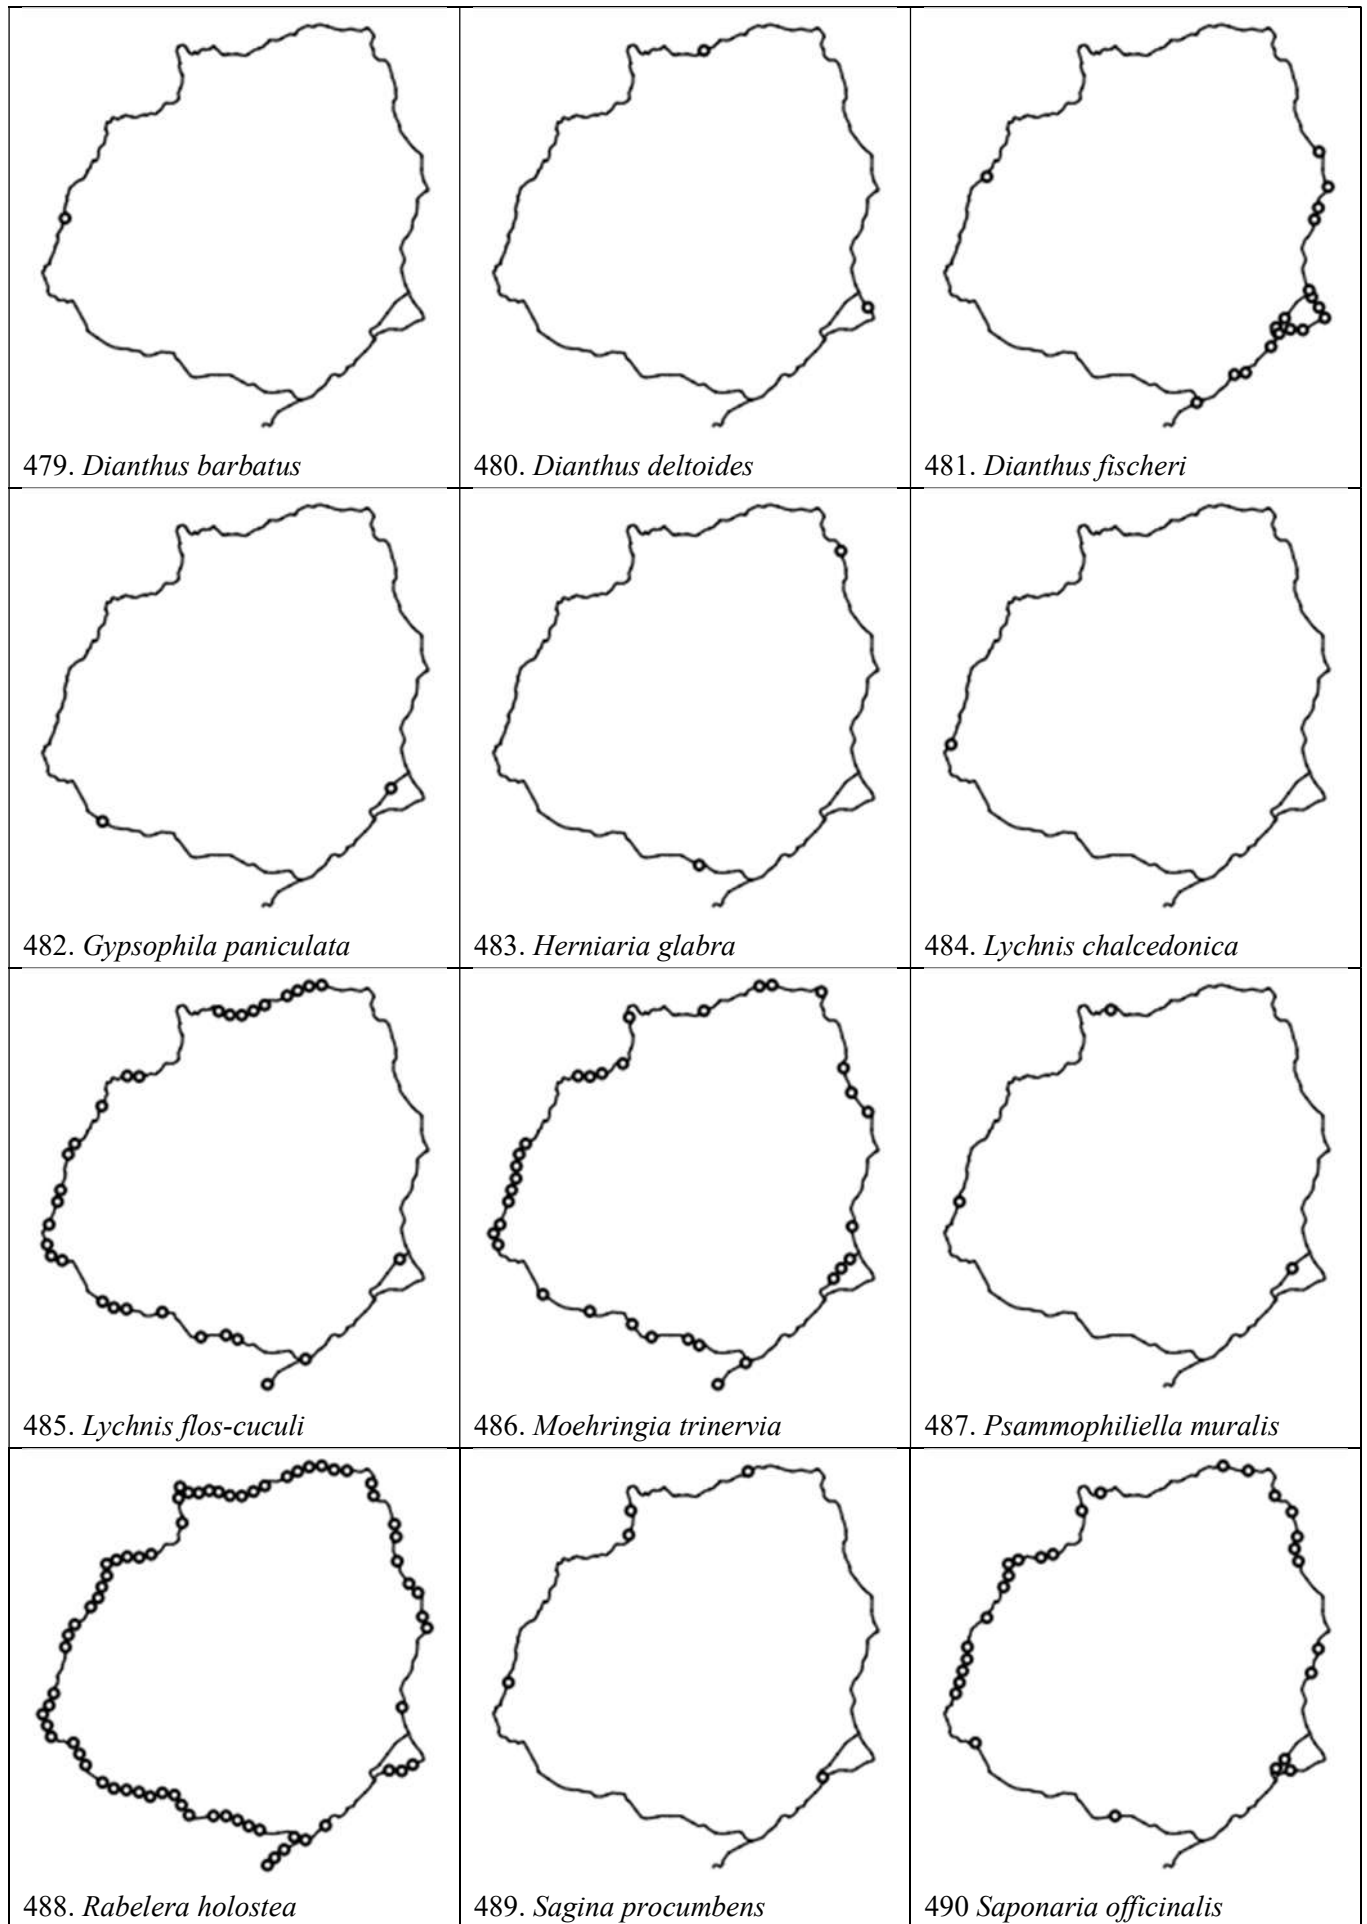 479. Dianthus barbatus
480. Dianthus deltoides
481. Dianthus fischeri
482. Gypsophila paniculata
483. Herniaria glabra
484. Lychnis chalcedonica
485. Lychnis flos-cuculi
486. Moehringia trinervia
487. Psammophiliella muralis
488. Rabelera holostea
489. Sagina procumbens
490 Saponaria officinalis